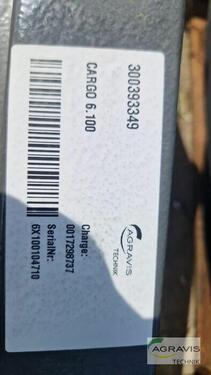 300393349
AGRAVIS
TECHNIK
CARGO 6.100
Charge:
0017298737
SerialNr:
6X100104710
AGRAVIS
TECHNIK